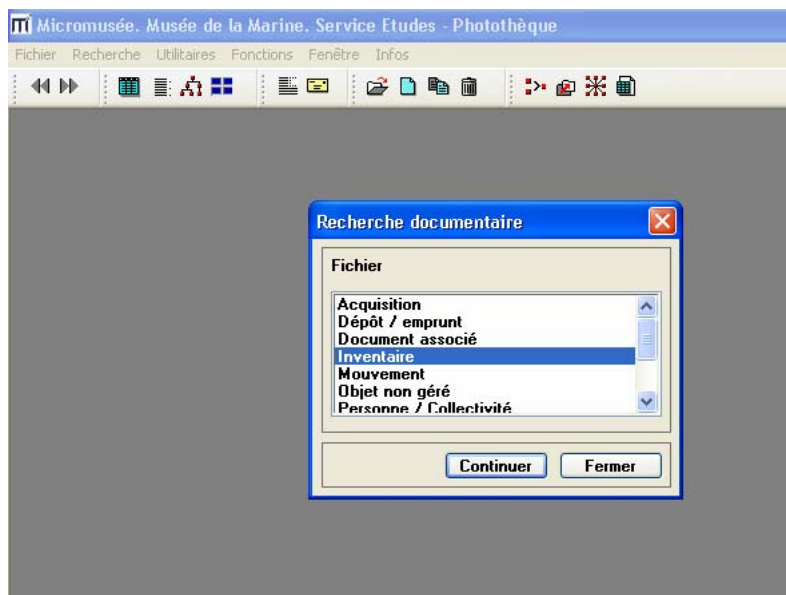 Micromusée. Musée de la Marine. Service Etudes - Photothèque
Fichier Recherche Utilitaires Fonctions Fenêtre Infos
Recherche documentaire
Fichier
Acquisition
Dépôt / emprunt
Document associé
Inventaire
Mouvement
Objet non géré
Personne / Collectivité
Continuer Fermer